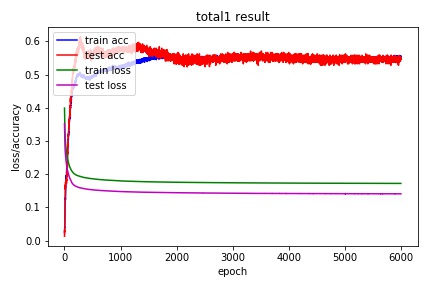 total1 result
train acc
test acc
train loss
test loss
loss/accuracy
0.6
0.5
0.4
0.3
0.2
0.1
0.0
0 1000 2000 3000 4000 5000 6000
epoch